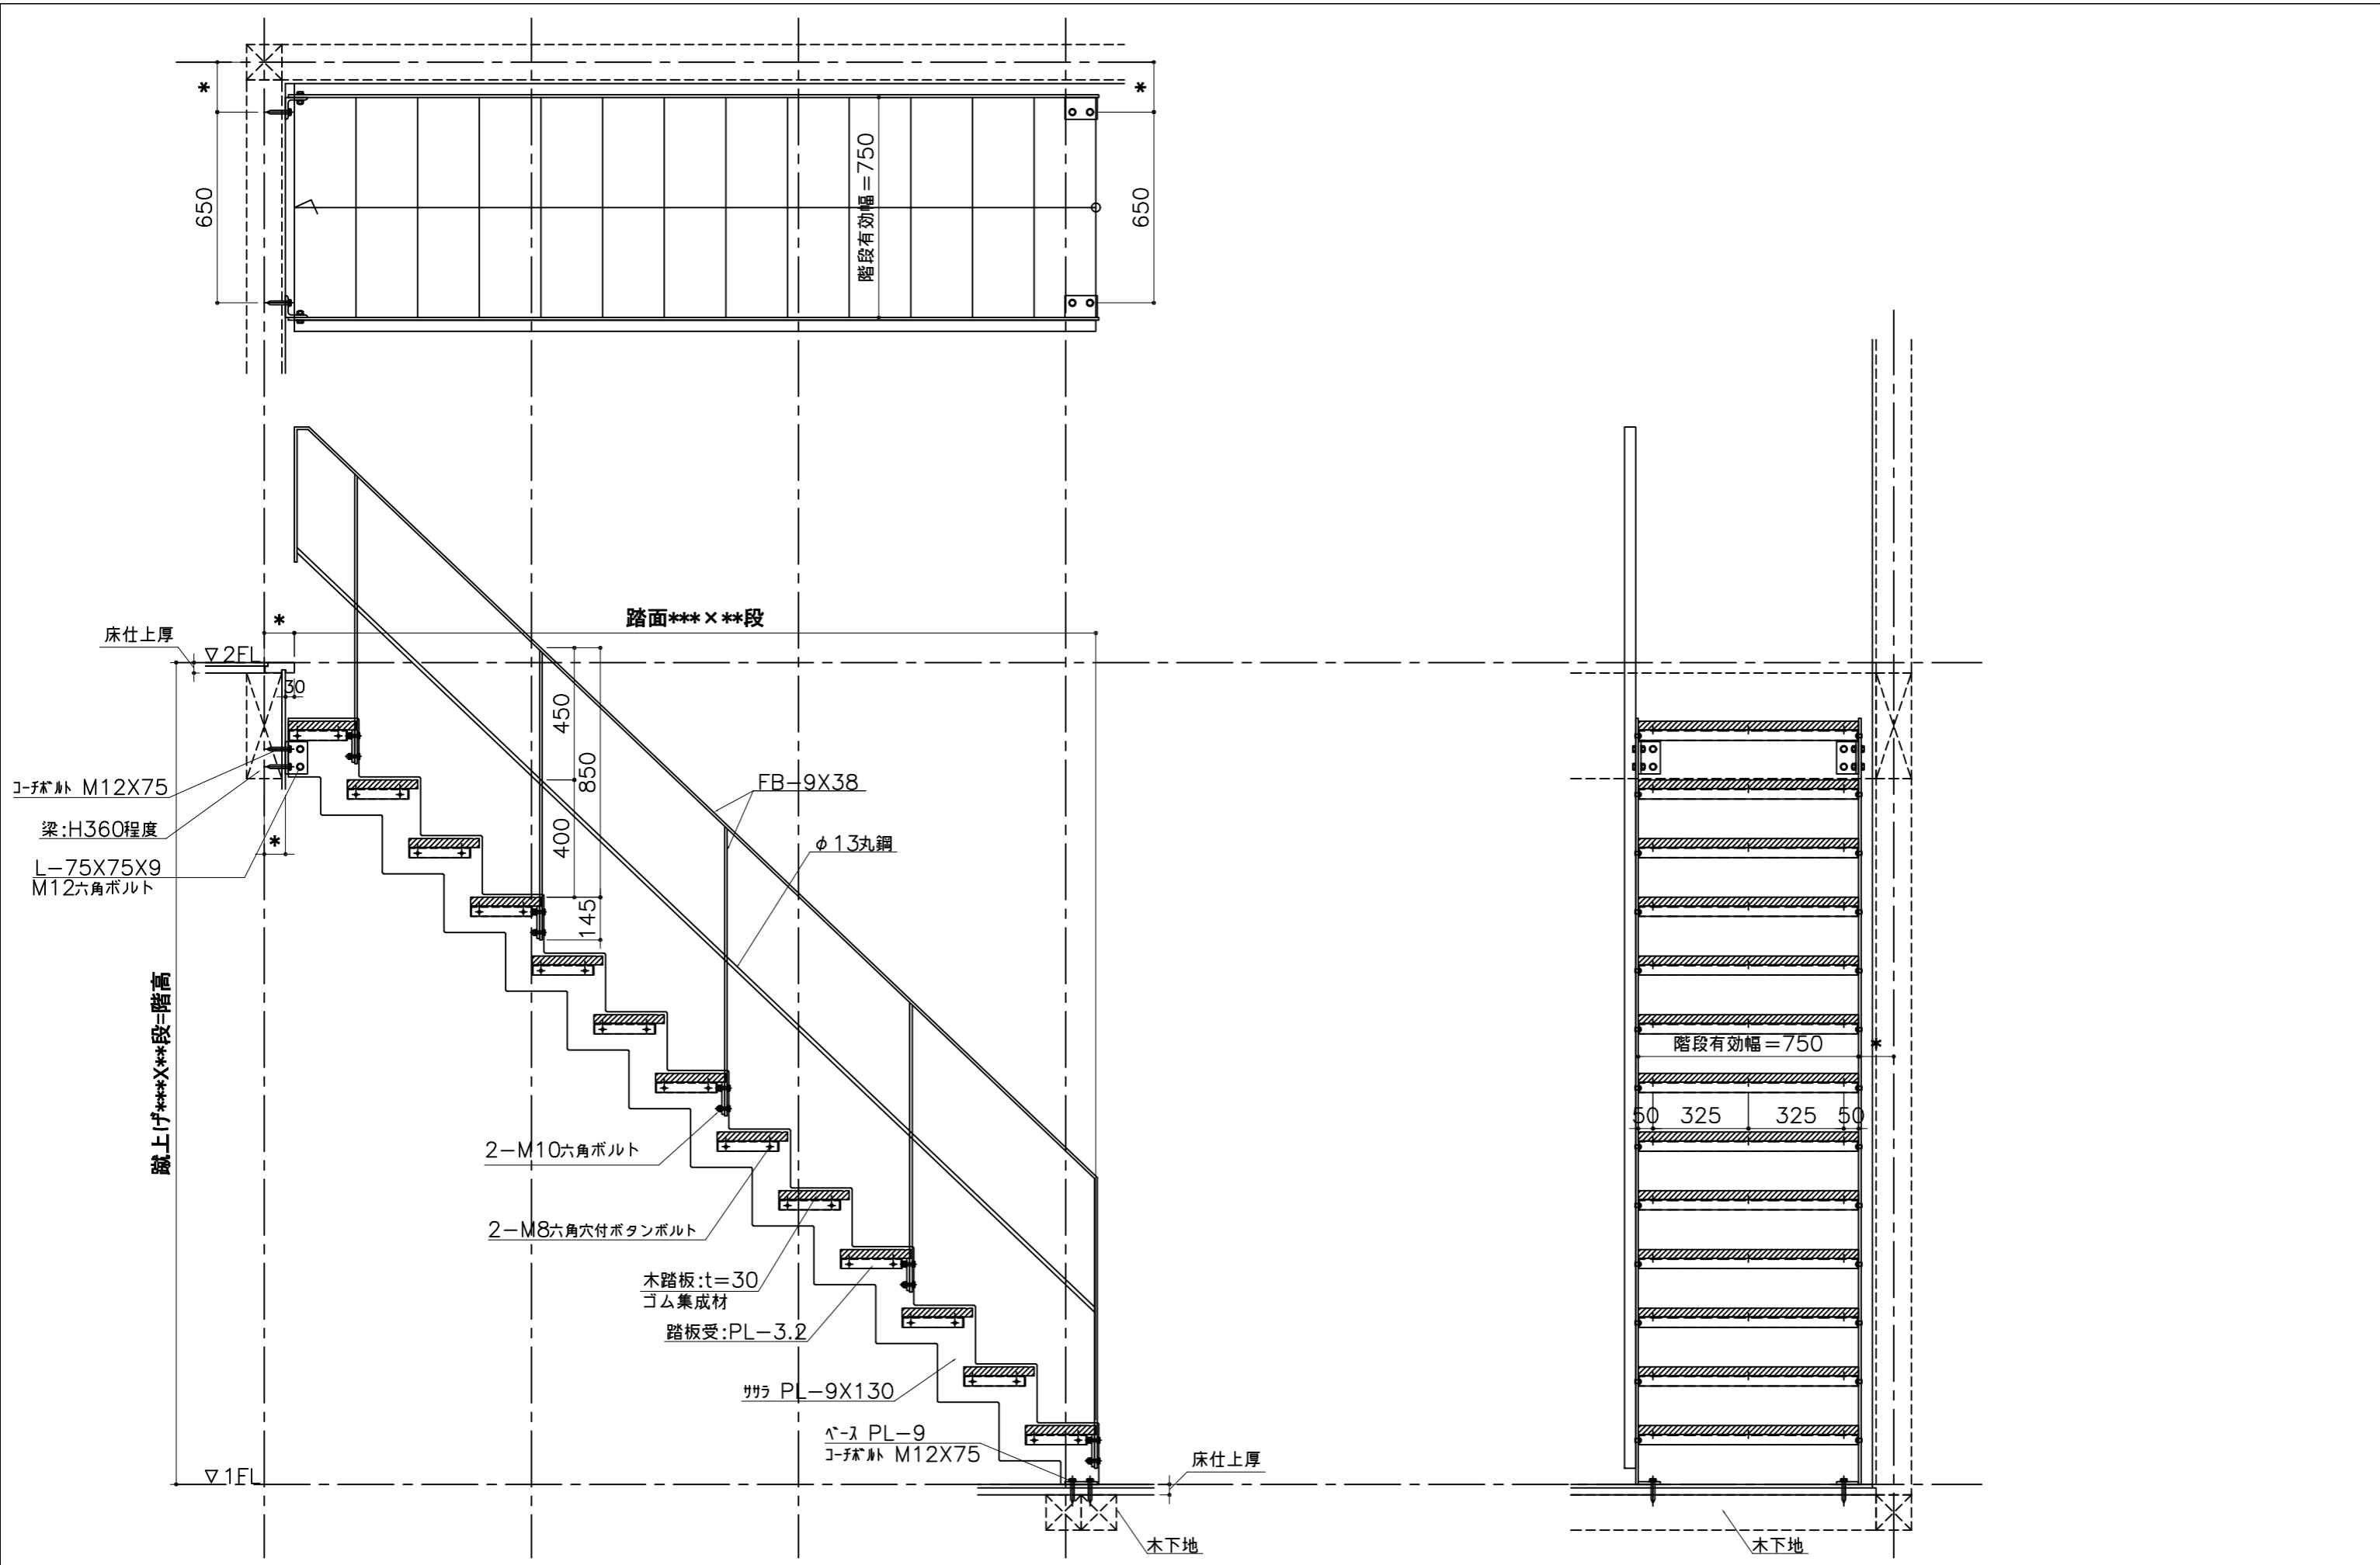 *
*
650
階段有効幅=750
650
*
踏面***×**段
床仕上厚
▽2FL
30
450
850
コーチボルト M12X75
FB-9X38
梁:H360程度
*
400
φ13丸鋼
L-75X75X9
M12六角ボルト
145
蹴上げ***X**段=階高
階段有効幅=750
*
50
325
325
50
2-M10六角ボルト
2-M8六角穴付ボタンボルト
木踏板:t=30
ゴム集成材
踏板受:PL-3.2
ササラ PL-9X130
ベース PL-9
コーチボルト M12X75
床仕上厚
▽1FL
木下地
木下地